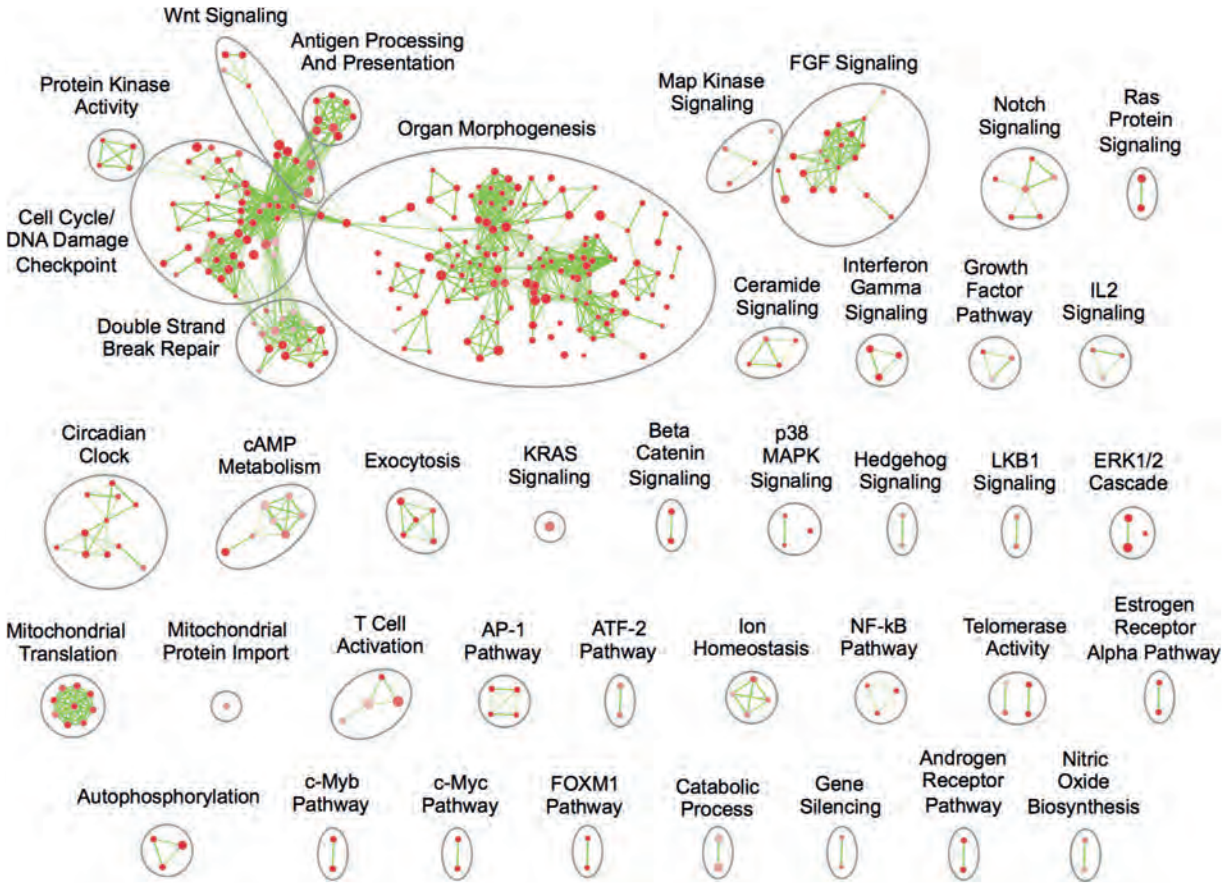 Wnt Signaling
Antigen Processing
And Presentation
Protein Kinase
Activity
Organ Morphogenesis
Cell Cycle/
DNA Damage
Checkpoint
Double Strand
Break Repair
Map Kinase
Signaling
FGF Signaling
Notch
Signaling
Ras
Protein
Signaling
Ceramide
Signaling
Interferon
Gamma
Signaling
Growth
Factor
Pathway
IL2
Signaling
Circadian
Clock
cAMP
Metabolism
Exocytosis
KRAS
Signaling
Beta
Catenin
Signaling
p38
MAPK
Signaling
Hedgehog
Signaling
LKB1
Signaling
ERK1/2
Cascade
Mitochondrial
Translation
Mitochondrial
Protein Import
T Cell
Activation
AP-1
Pathway
ATF-2
Pathway
Ion
Homeostasis
NF-kB
Pathway
Telomerase
Activity
Estrogen
Receptor
Alpha Pathway
Autophosphorylation
c-Myb
Pathway
c-Myc
Pathway
FOXM1
Pathway
Catabolic
Process
Gene
Silencing
Androgen
Receptor
Pathway
Nitric
Oxide
Biosynthesis